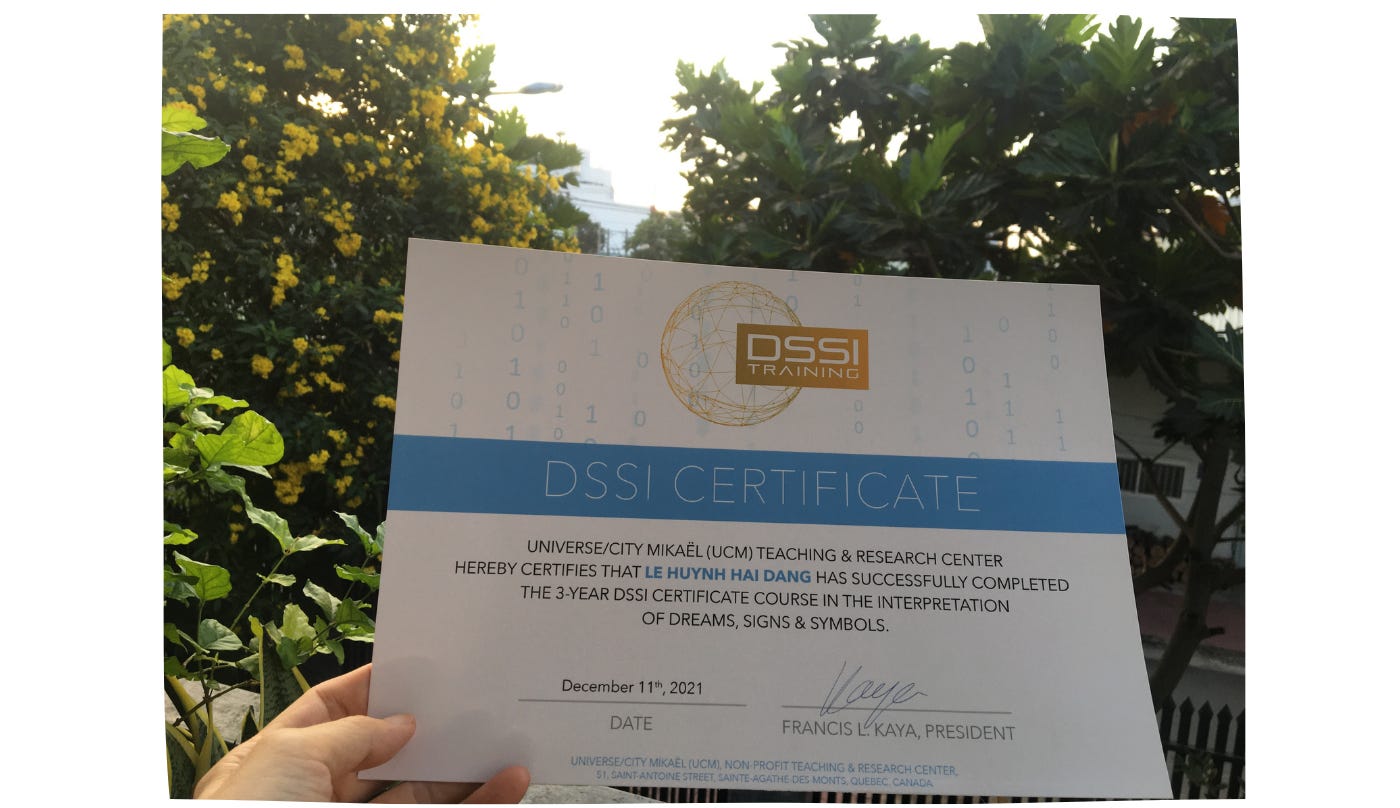 DSSI
TRAINING
DSSI CERTIFICATE
UNIVERSE/CITY MIKAËL (UCM) TEACHING & RESEARCH CENTER
HEREBY CERTIFIES THAT LE HUYNH HAI DANG HAS SUCCESSFULLY COMPLETED
THE 3-YEAR DSSI CERTIFICATE COURSE IN THE INTERPRETATION
OF DREAMS, SIGNS & SYMBOLS.
December 11th, 2021
Kaya
DATE
FRANCIS L. KAYA, PRESIDENT
UNIVERSE/CITY MIKAËL (UCM), NON-PROFIT TEACHING & RESEARCH CENTER,
51, SAINT-ANTOINE STREET, SAINTE-AGATHE-DES-MONTS, QUEBEC, CANADA